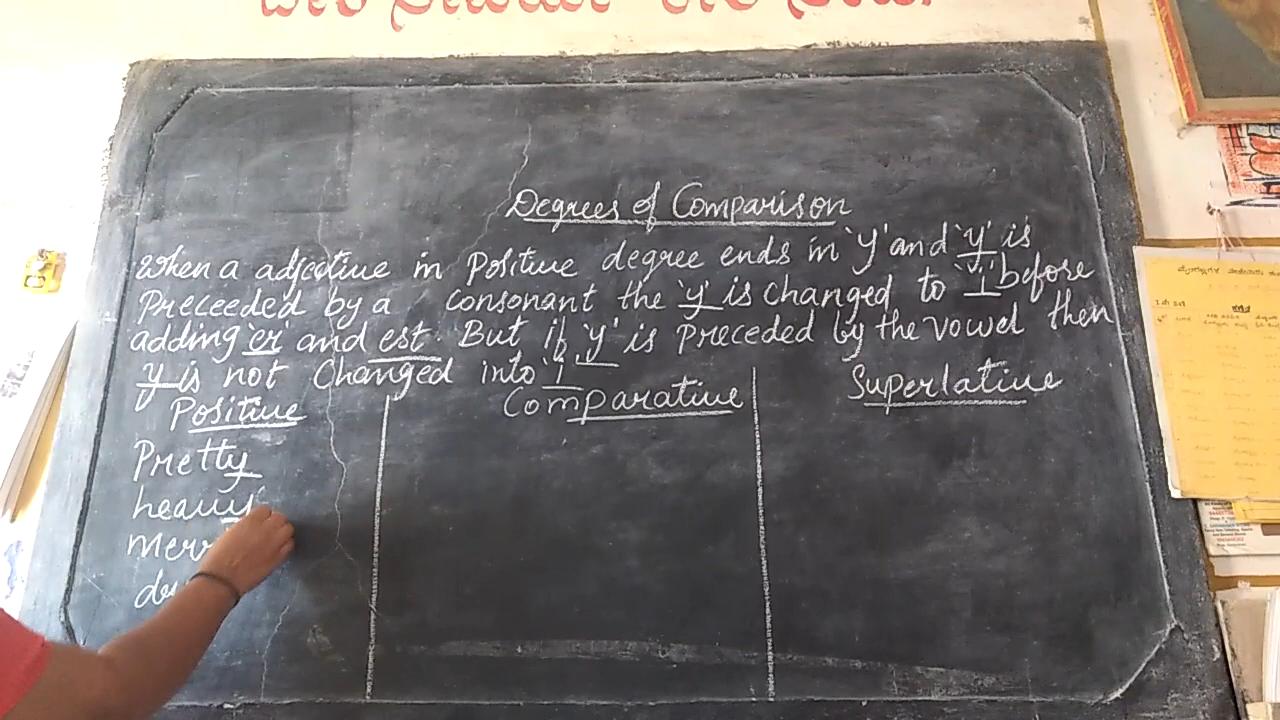 Degrees of Comparison
When a adjective in Positive degree ends in 'y' and 'y' is
Preceeded by a consonant the 'y' is changed to 'i' before
adding 'er' and est. But if 'y' is preceded by the vowel then
y is not Changed into 'i'
Positive Comparative Superlative
Pretty
heavy